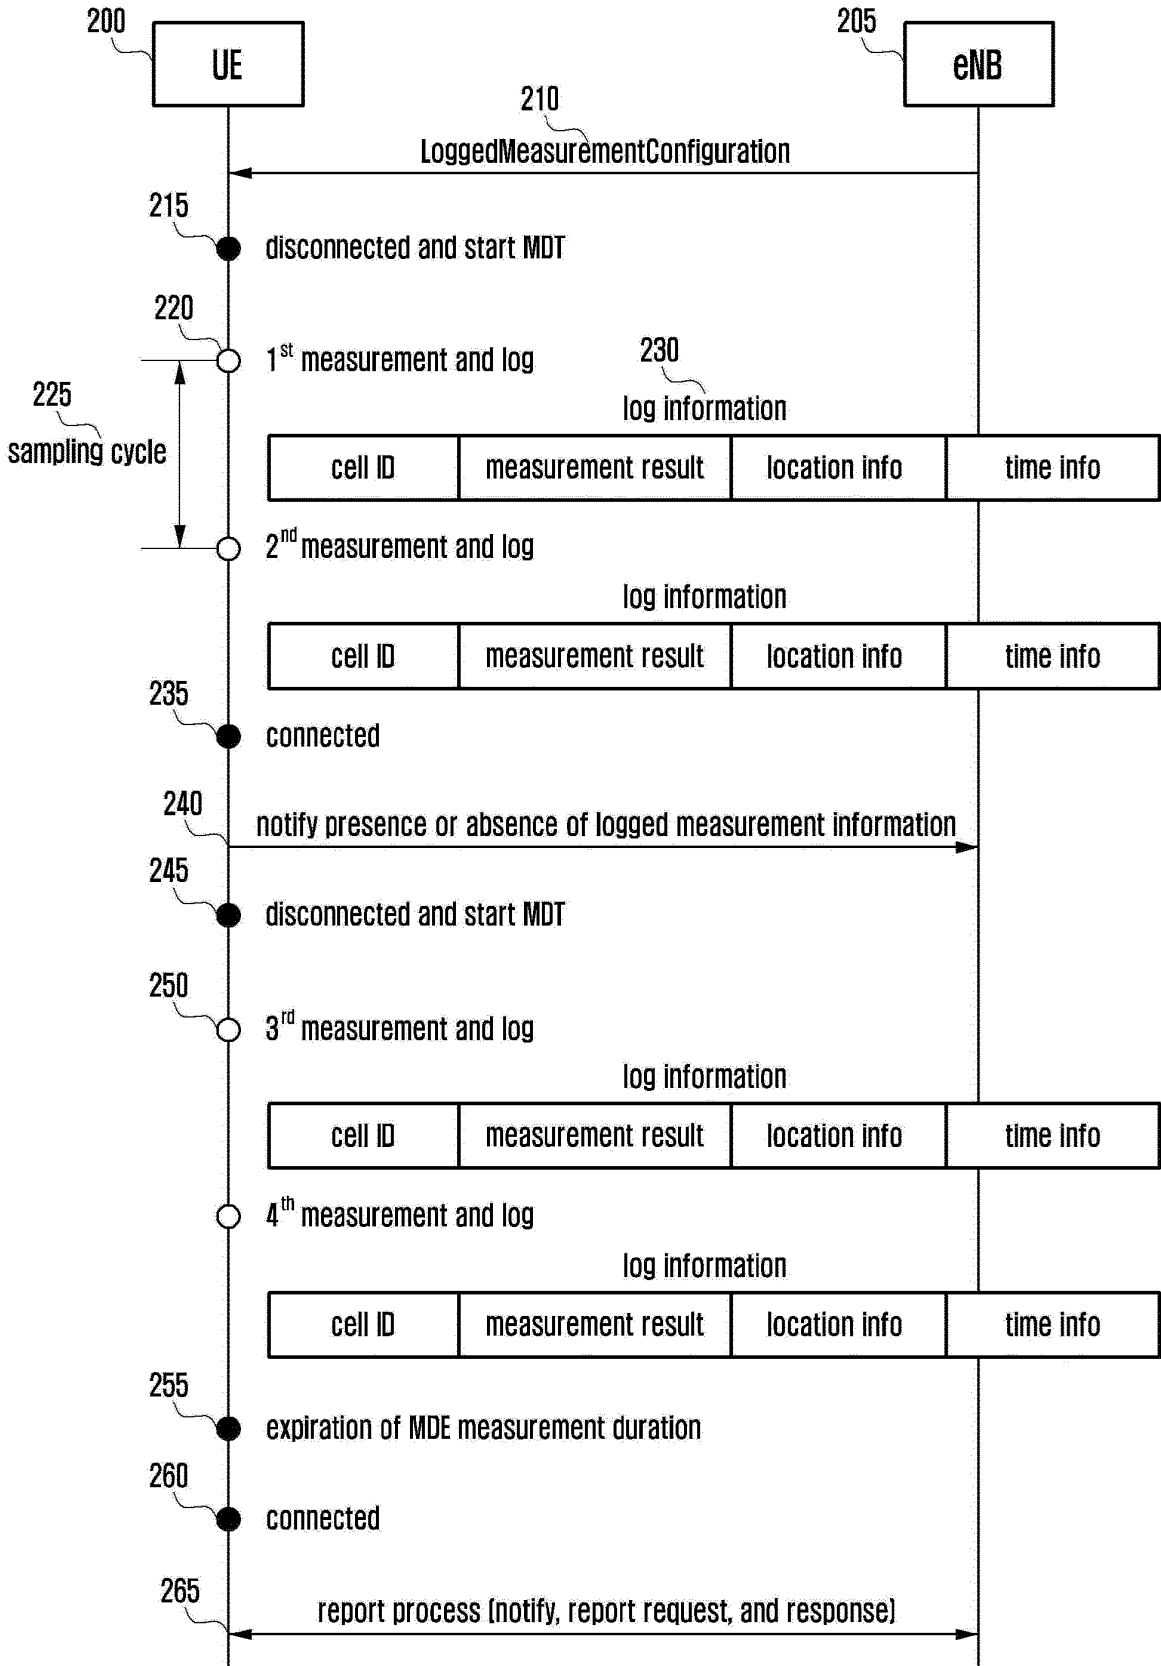 200
UE
205
eNB
210
LoggedMeasurementConfiguration
215
disconnected and start MDT
220
1st measurement and log
225
sampling cycle
230
log information
cell ID measurement result location info time info
2nd measurement and log
log information
cell ID measurement result location info time info
235
connected
240
notify presence or absence of logged measurement information
245
disconnected and start MDT
250
3rd measurement and log
log information
cell ID measurement result location info time info
4th measurement and log
log information
cell ID measurement result location info time info
255
expiration of MDE measurement duration
260
connected
265
report process (notify, report request, and response)